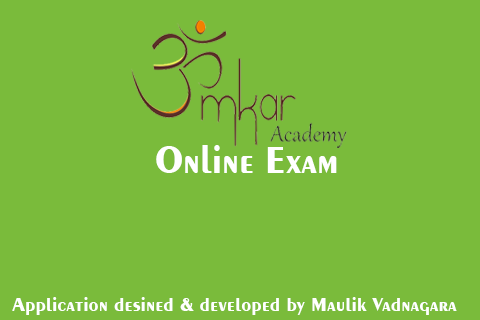 ॐmkar
Academy
Online Exam
Application desined & developed by Maulik Vadnagara